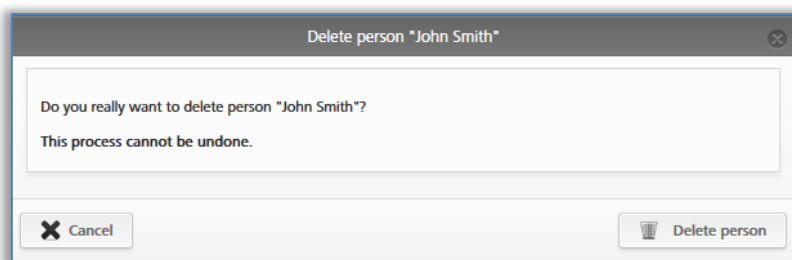 Delete person "John Smith"
Do you really want to delete person "John Smith"?
This process cannot be undone.
Cancel
Delete person